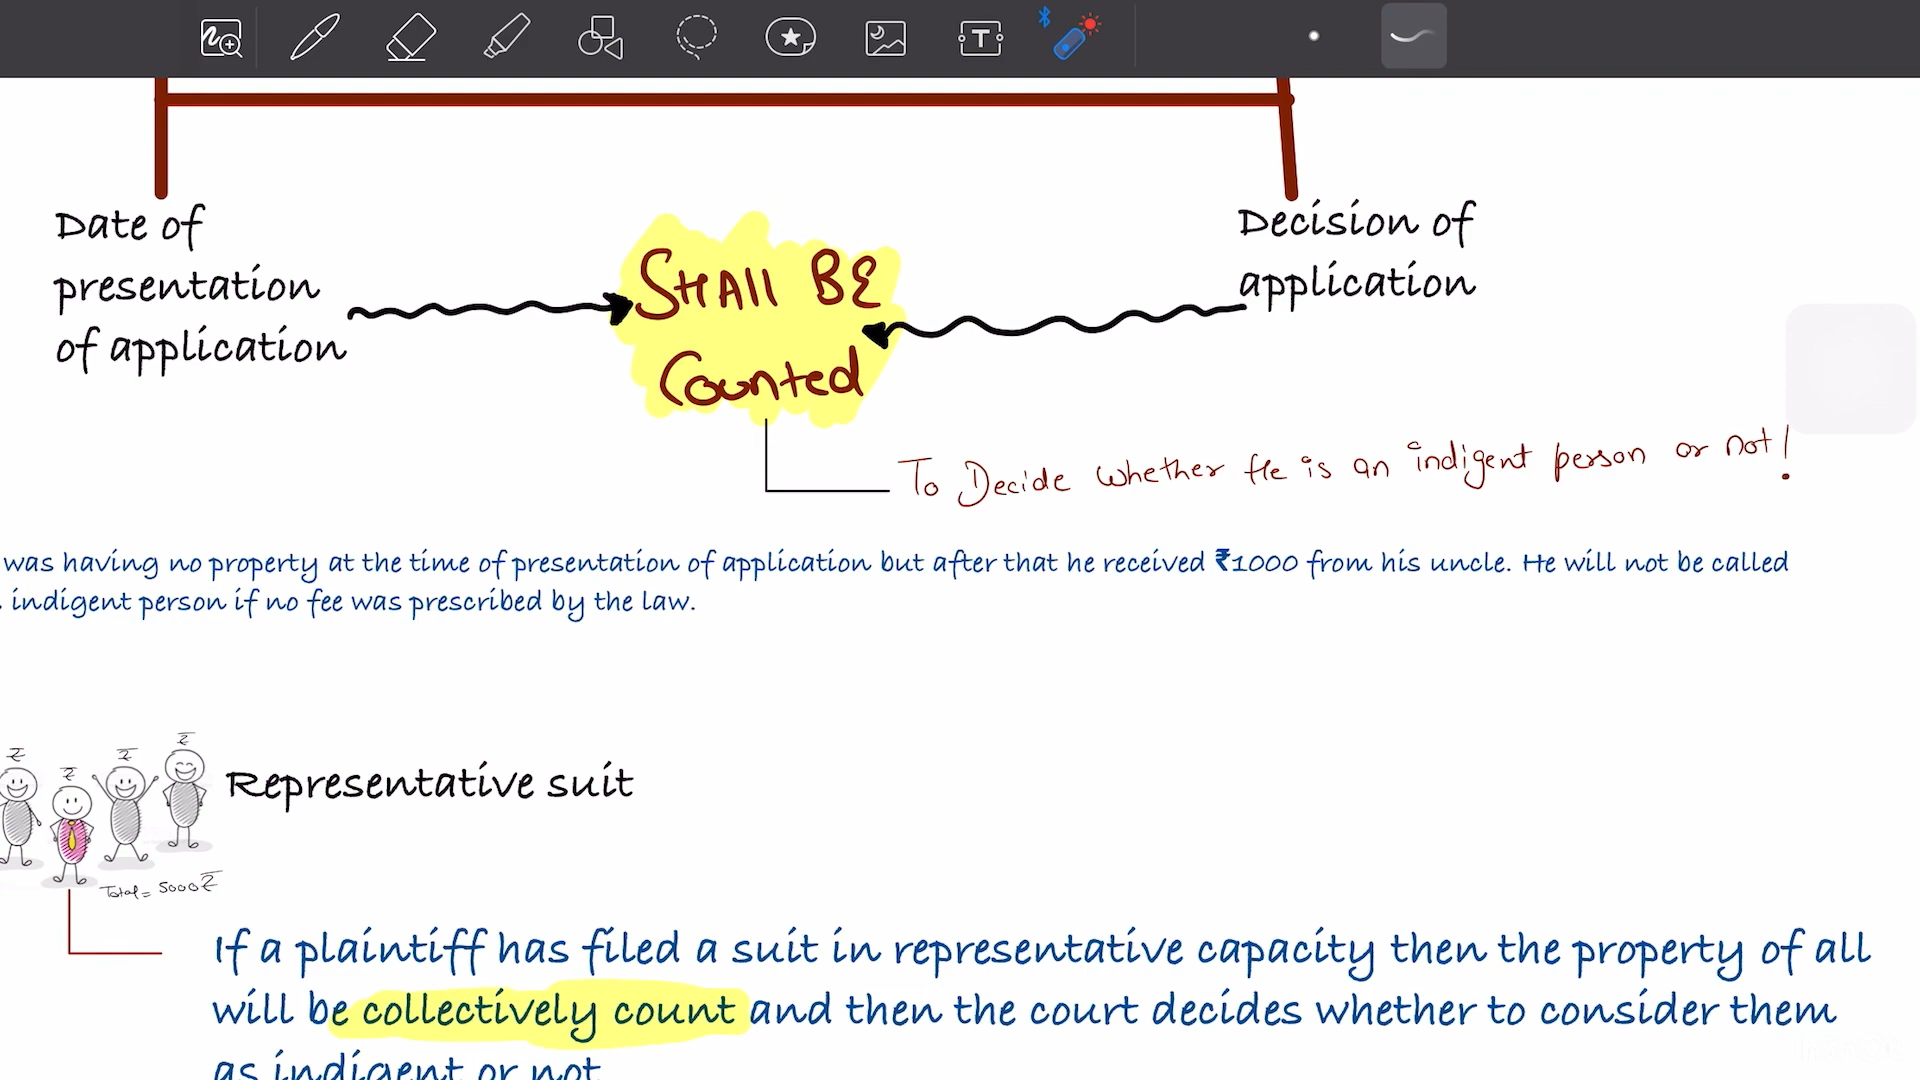 Date of
presentation
of application
SHAll BE
Counted
Decision of
application
To Decide whether He is an indigent person or not!
was having no property at the time of presentation of application but after that he received ₹1000 from his uncle. He will not be called
indigent person if no fee was prescribed by the law.
Representative suit
Total = 5000₹
If a plaintiff has filed a suit in representative capacity then the property of all
will be collectively count and then the court decides whether to consider them
as indigent or not